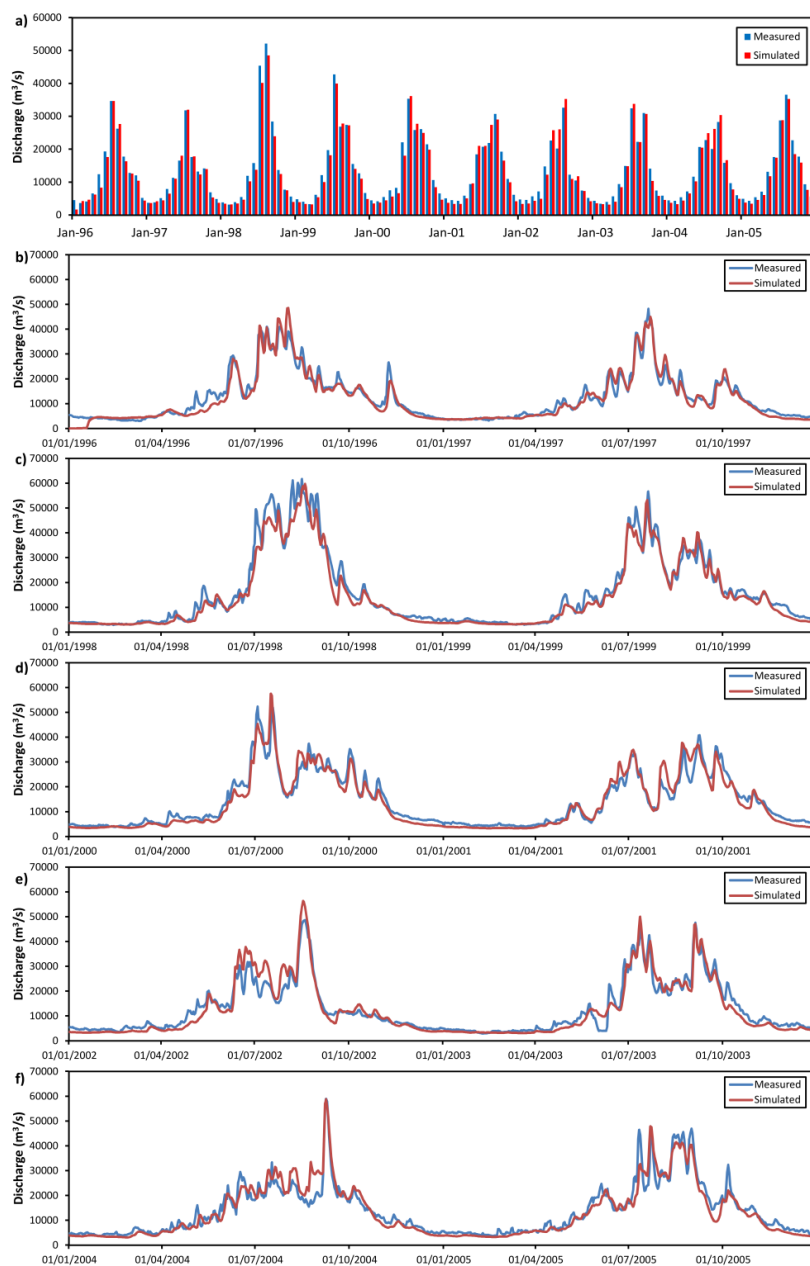 a)
Discharge (m³/s)
60000
50000
40000
30000
20000
10000
0
Measured
Simulated
Jan-96 Jan-97 Jan-98 Jan-99 Jan-00 Jan-01 Jan-02 Jan-03 Jan-04 Jan-05
b)
Discharge (m³/s)
70000
60000
50000
40000
30000
20000
10000
0
Measured
Simulated
01/01/1996 01/04/1996 01/07/1996 01/10/1996 01/01/1997 01/04/1997 01/07/1997 01/10/1997
c)
Discharge (m³/s)
70000
60000
50000
40000
30000
20000
10000
0
Measured
Simulated
01/01/1998 01/04/1998 01/07/1998 01/10/1998 01/01/1999 01/04/1999 01/07/1999 01/10/1999
d)
Discharge (m³/s)
70000
60000
50000
40000
30000
20000
10000
0
Measured
Simulated
01/01/2000 01/04/2000 01/07/2000 01/10/2000 01/01/2001 01/04/2001 01/07/2001 01/10/2001
e)
Discharge (m³/s)
70000
60000
50000
40000
30000
20000
10000
0
Measured
Simulated
01/01/2002 01/04/2002 01/07/2002 01/10/2002 01/01/2003 01/04/2003 01/07/2003 01/10/2003
f)
Discharge (m³/s)
70000
60000
50000
40000
30000
20000
10000
0
Measured
Simulated
01/01/2004 01/04/2004 01/07/2004 01/10/2004 01/01/2005 01/04/2005 01/07/2005 01/10/2005